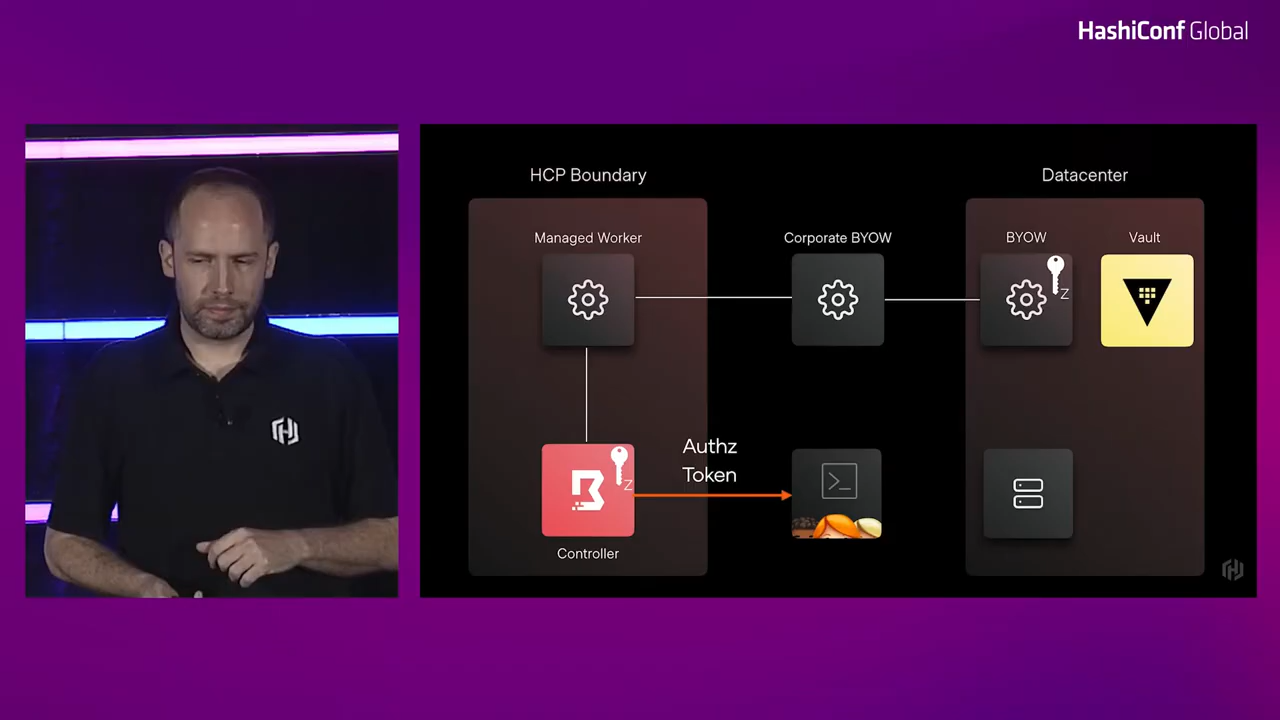 HashiConf Global
HCP Boundary
Datacenter
Managed Worker
Corporate BYOW
BYOW
Vault
Z
Authz
Token
Z
>_
Controller